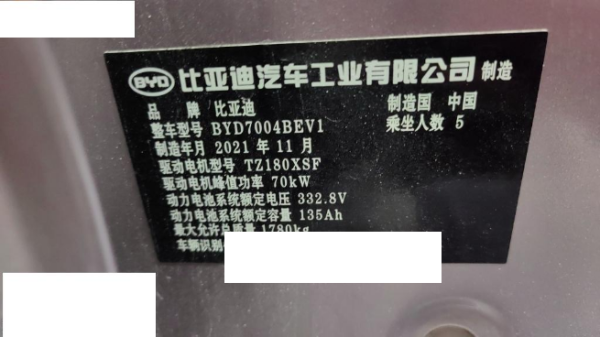 BYD 比亚迪汽车工业有限公司 制造
品 牌 比亚迪 制造国 中国
整车型号 BYD7004BEV1 乘坐人数 5
制造年月 2021 年 11 月
驱动电机型号 TZ180XSF
驱动电机峰值功率 70kW
动力电池系统额定电压 332.8V
动力电池系统额定容量 135Ah
最大允许总质量 1780kg
车辆识别